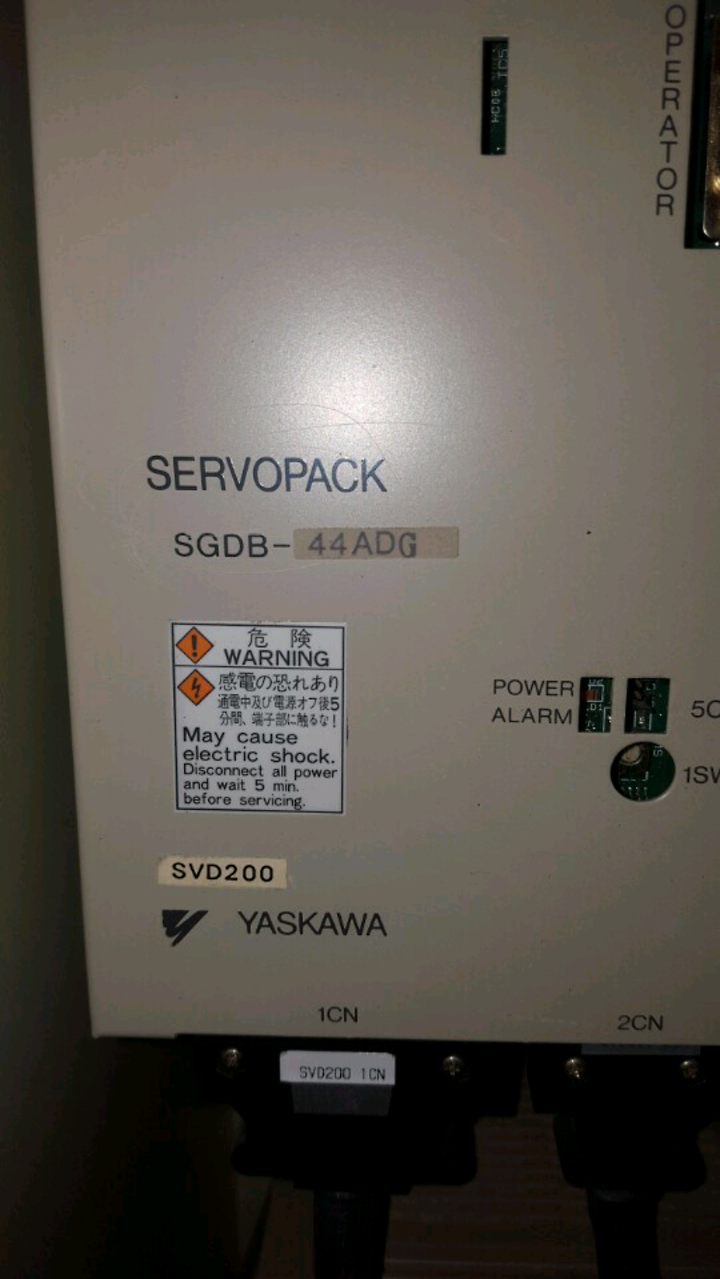 OPERATOR
SERVOPACK
SGDB-44ADG
危険
WARNING
感電の恐れあり
通電中及び電源オフ後5
分間、端子部に触るな!
May cause
electric shock.
Disconnect all power
and wait 5 min.
before servicing.
POWER
ALARM
1SW
SVD200
YASKAWA
1CN
2CN
SVD200 1CN